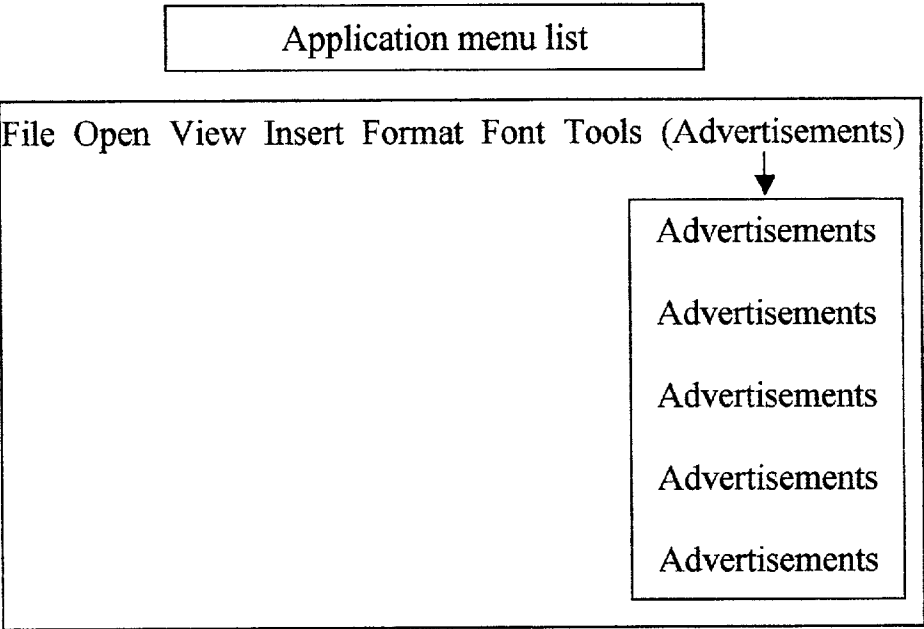 Application menu list
File Open View Insert Format Font Tools (Advertisements)
Advertisements
Advertisements
Advertisements
Advertisements
Advertisements